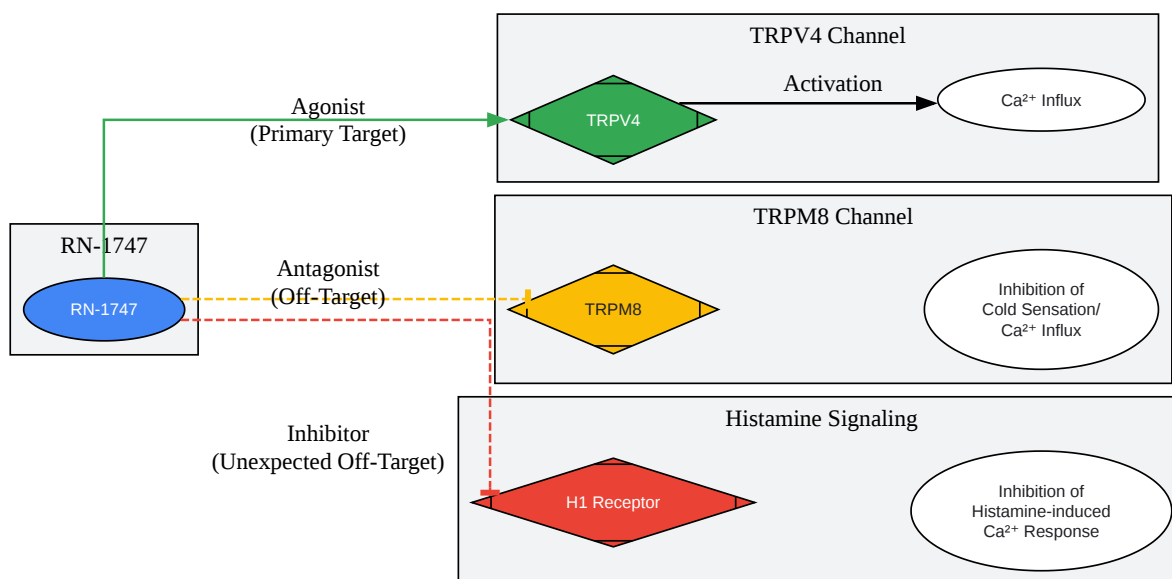 TRPV4 Channel
Activation
Ca²⁺ Influx
TRPV4
Agonist
(Primary Target)
TRPM8 Channel
RN-1747
RN-1747
Antagonist
(Off-Target)
TRPM8
Inhibition of
Cold Sensation/
Ca²⁺ Influx
Histamine Signaling
Inhibitor
(Unexpected Off-Target)
H1 Receptor
Inhibition of
Histamine-induced
Ca²⁺ Response